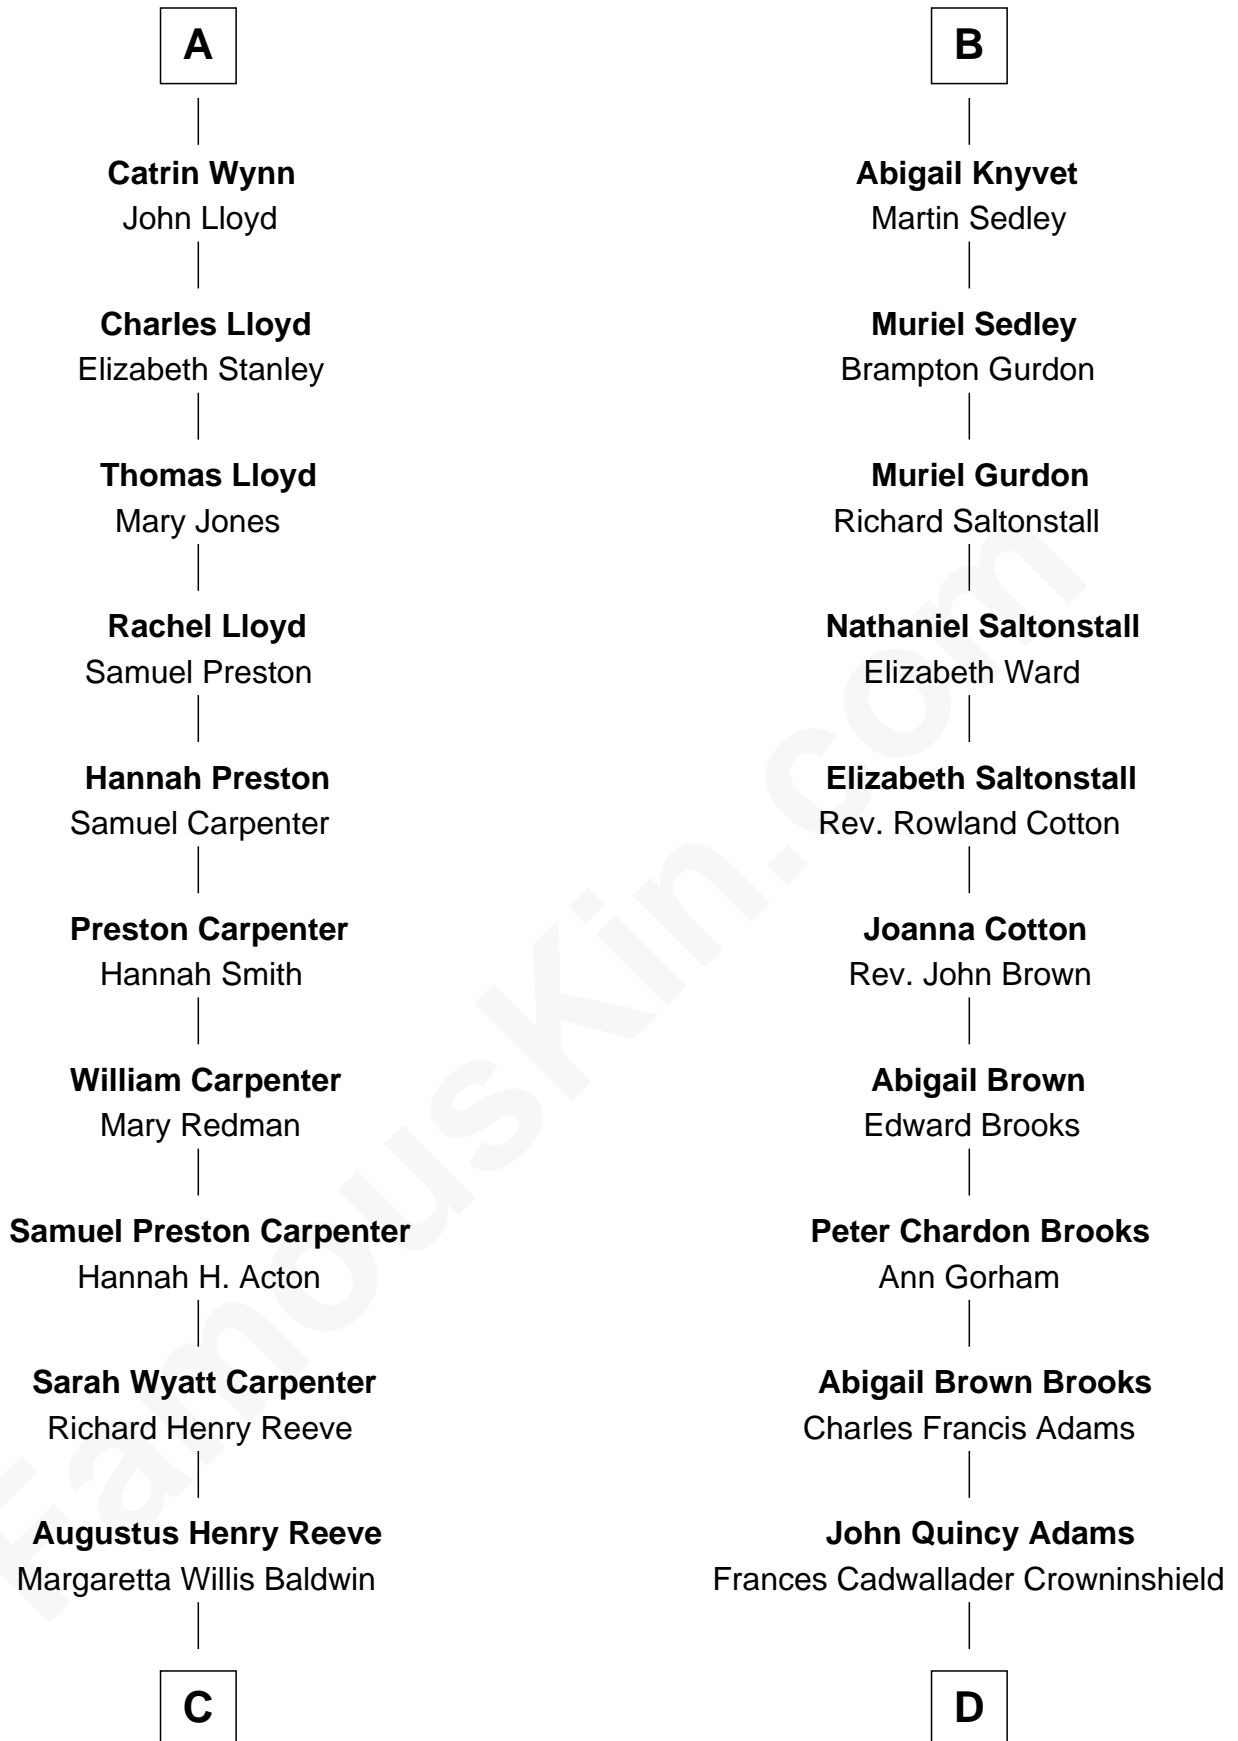 A
Catrin Wynn
John Lloyd
Charles Lloyd
Elizabeth Stanley
Thomas Lloyd
Mary Jones
Rachel Lloyd
Samuel Preston
Hannah Preston
Samuel Carpenter
Preston Carpenter
Hannah Smith
William Carpenter
Mary Redman
Samuel Preston Carpenter
Hannah H. Acton
Sarah Wyatt Carpenter
Richard Henry Reeve
Augustus Henry Reeve
Margaretta Willis Baldwin
C
B
Abigail Knyvet
Martin Sedley
Muriel Sedley
Brampton Gurdon
Muriel Gurdon
Richard Saltonstall
Nathaniel Saltonstall
Elizabeth Ward
Elizabeth Saltonstall
Rev. Rowland Cotton
Joanna Cotton
Rev. John Brown
Abigail Brown
Edward Brooks
Peter Chardon Brooks
Ann Gorham
Abigail Brown Brooks
Charles Francis Adams
John Quincy Adams
Frances Cadwallader Crowninshield
D
FamousKin.com